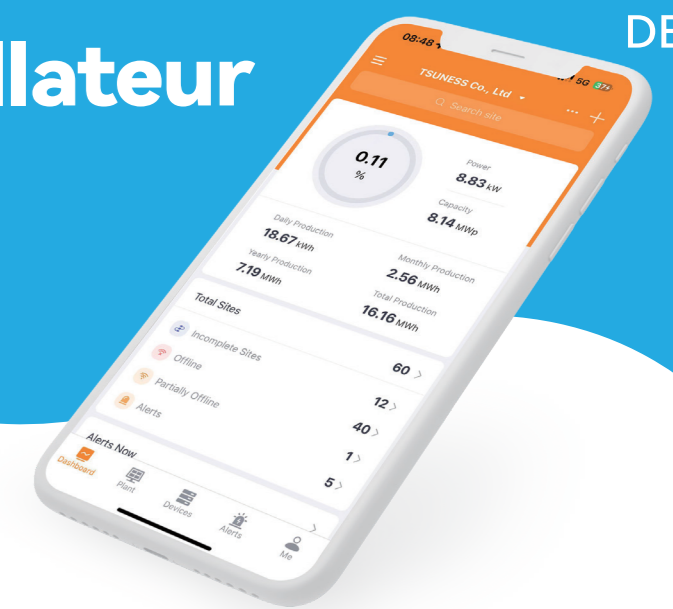 DE
llateur
08:48
5G 37+
TSUNESS Co., Ltd
Search site
0.11
%
Power
8.83 kW
Capacity
8.14 MWp
Daily Production
18.67 kWh
Monthly Production
2.56 MWh
Yearly Production
7.19 MWh
Total Production
16.16 MWh
Total Sites
60
Incomplete Sites
12
Offline
40
Partially Offline
1
Alerts
5
Alerts Now
Dashboard
Plant
Devices
Alerts
Me